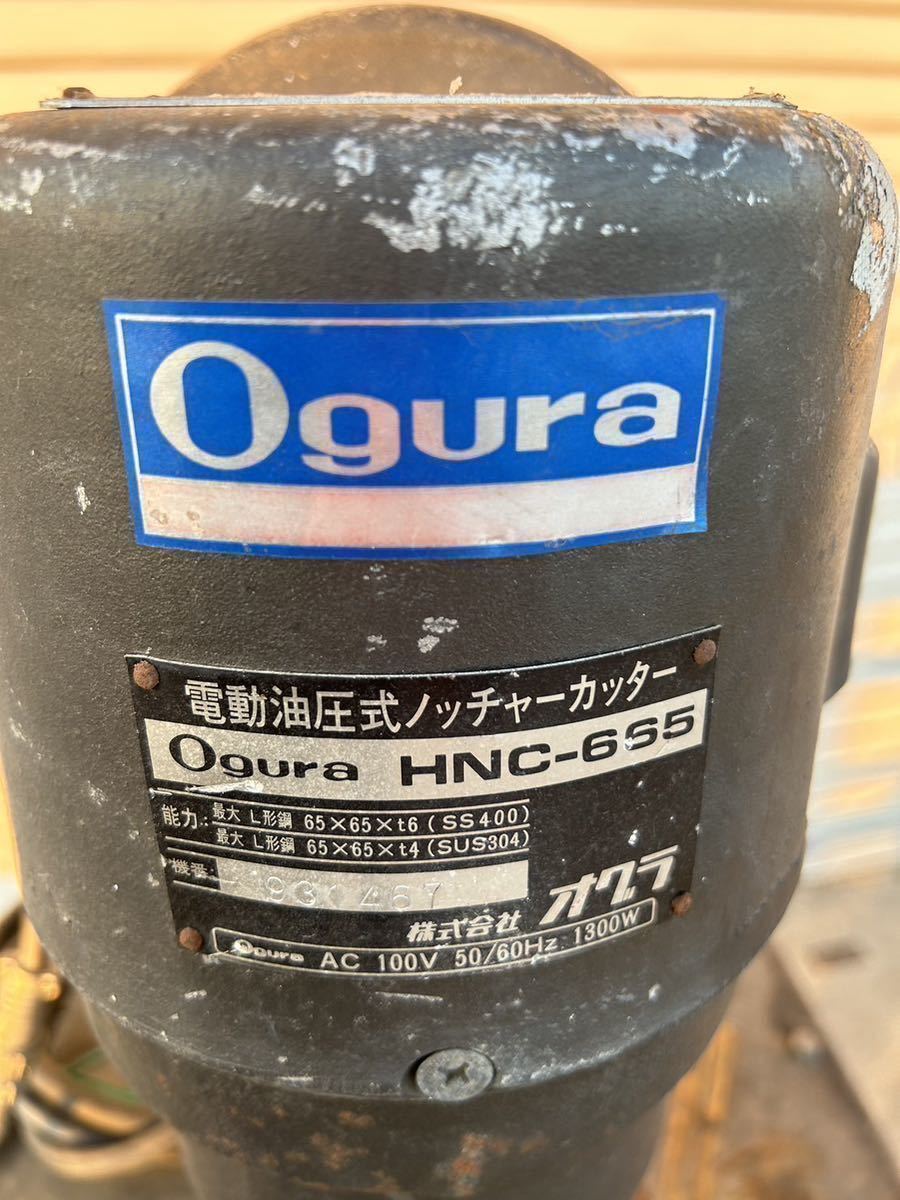 Ogura
電動油圧式ノッチャーカッター
Ogura HNC-665
能力: 最大 L形鋼 65×65×t6 (SS400)
最大 L形鋼 65×65×t4 (SUS304)
機番:
株式会社 オグラ
Ogura AC 100V 50/60Hz 1300W